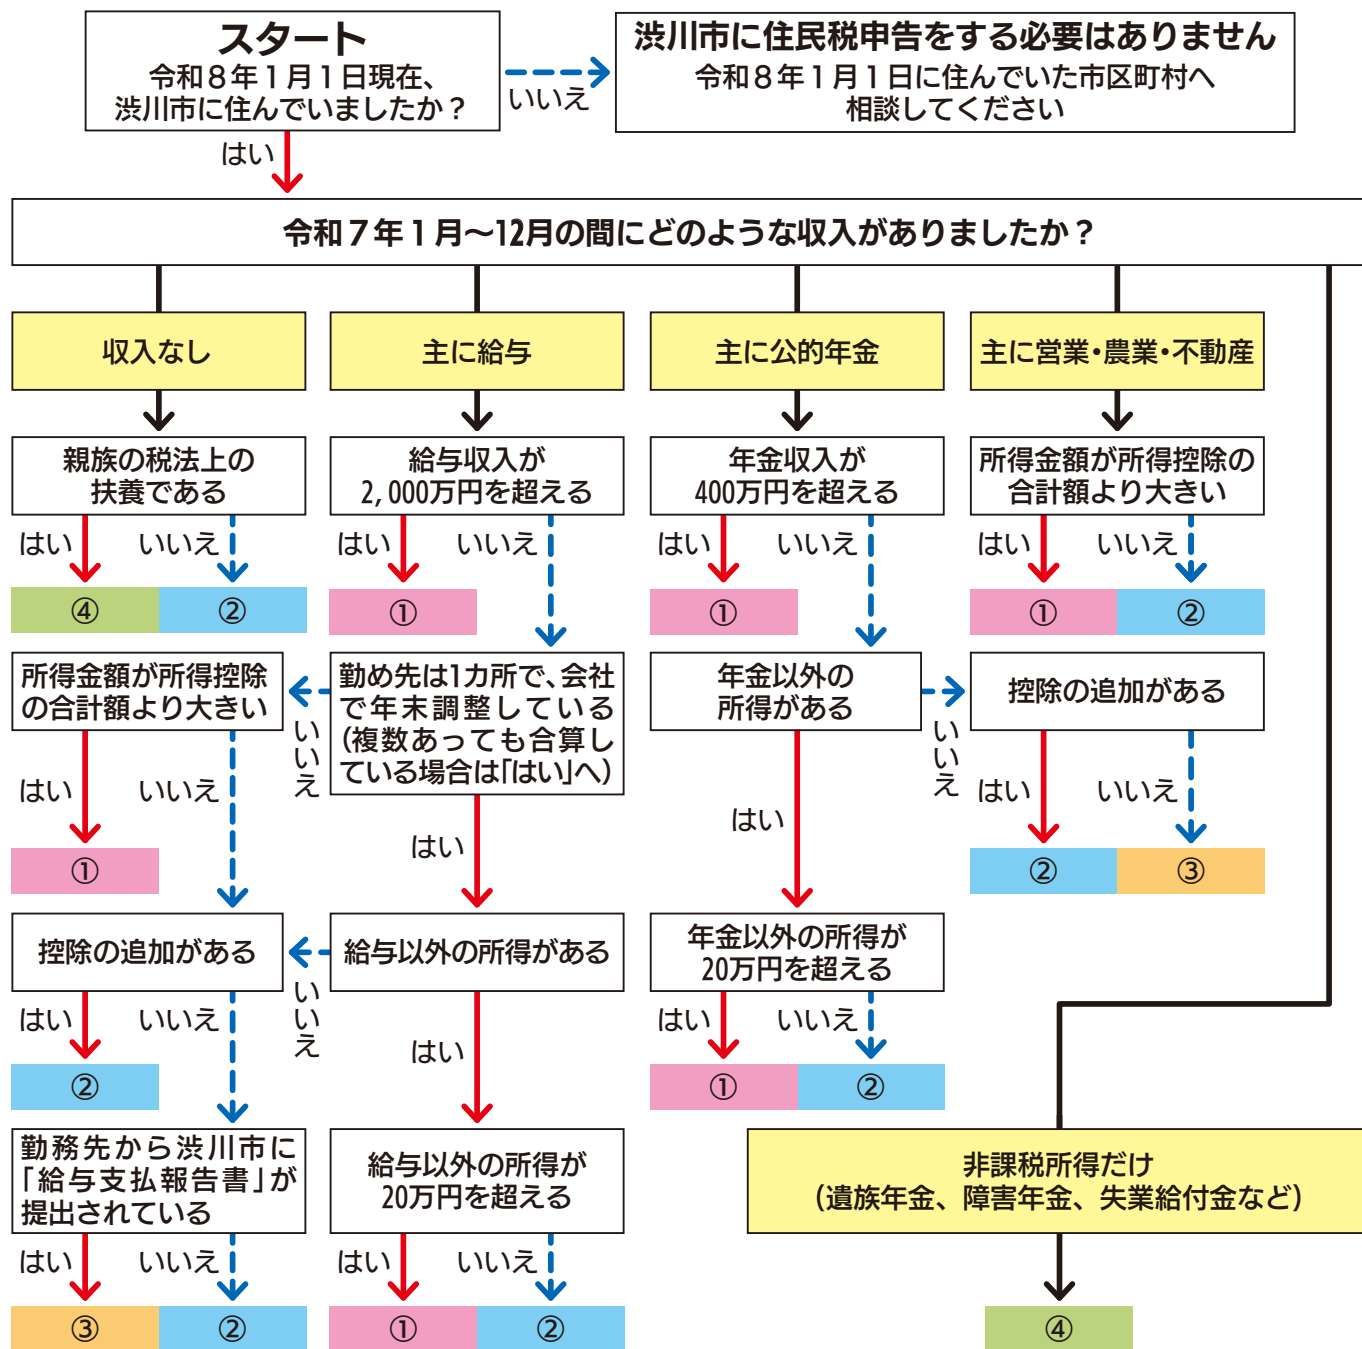 スタート
令和８年１月１日現在、
渋川市に住んでいましたか？
いいえ
渋川市に住民税申告をする必要はありません
令和８年１月１日に住んでいた市区町村へ
相談してください
はい
令和７年１月～12月の間にどのような収入がありましたか？
収入なし
主に給与
主に公的年金
主に営業・農業・不動産
親族の税法上の
扶養である
給与収入が
2,000万円を超える
年金収入が
400万円を超える
所得金額が所得控除の
合計額より大きい
はい
いいえ
はい
いいえ
はい
いいえ
はい
いいえ
④
②
①
①
①
②
所得金額が所得控除
の合計額より大きい
いいえ
勤め先は1カ所で、会社
で年末調整している
（複数あっても合算し
ている場合は「はい」へ）
年金以外の
所得がある
いいえ
控除の追加がある
はい
いいえ
はい
はい
はい
いいえ
①
②
③
控除の追加がある
いいえ
給与以外の所得がある
年金以外の所得が
20万円を超える
はい
いいえ
はい
はい
いいえ
②
①
②
勤務先から渋川市に
「給与支払報告書」が
提出されている
給与以外の所得が
20万円を超える
非課税所得だけ
（遺族年金、障害年金、失業給付金など）
はい
いいえ
はい
いいえ
③
②
①
②
④